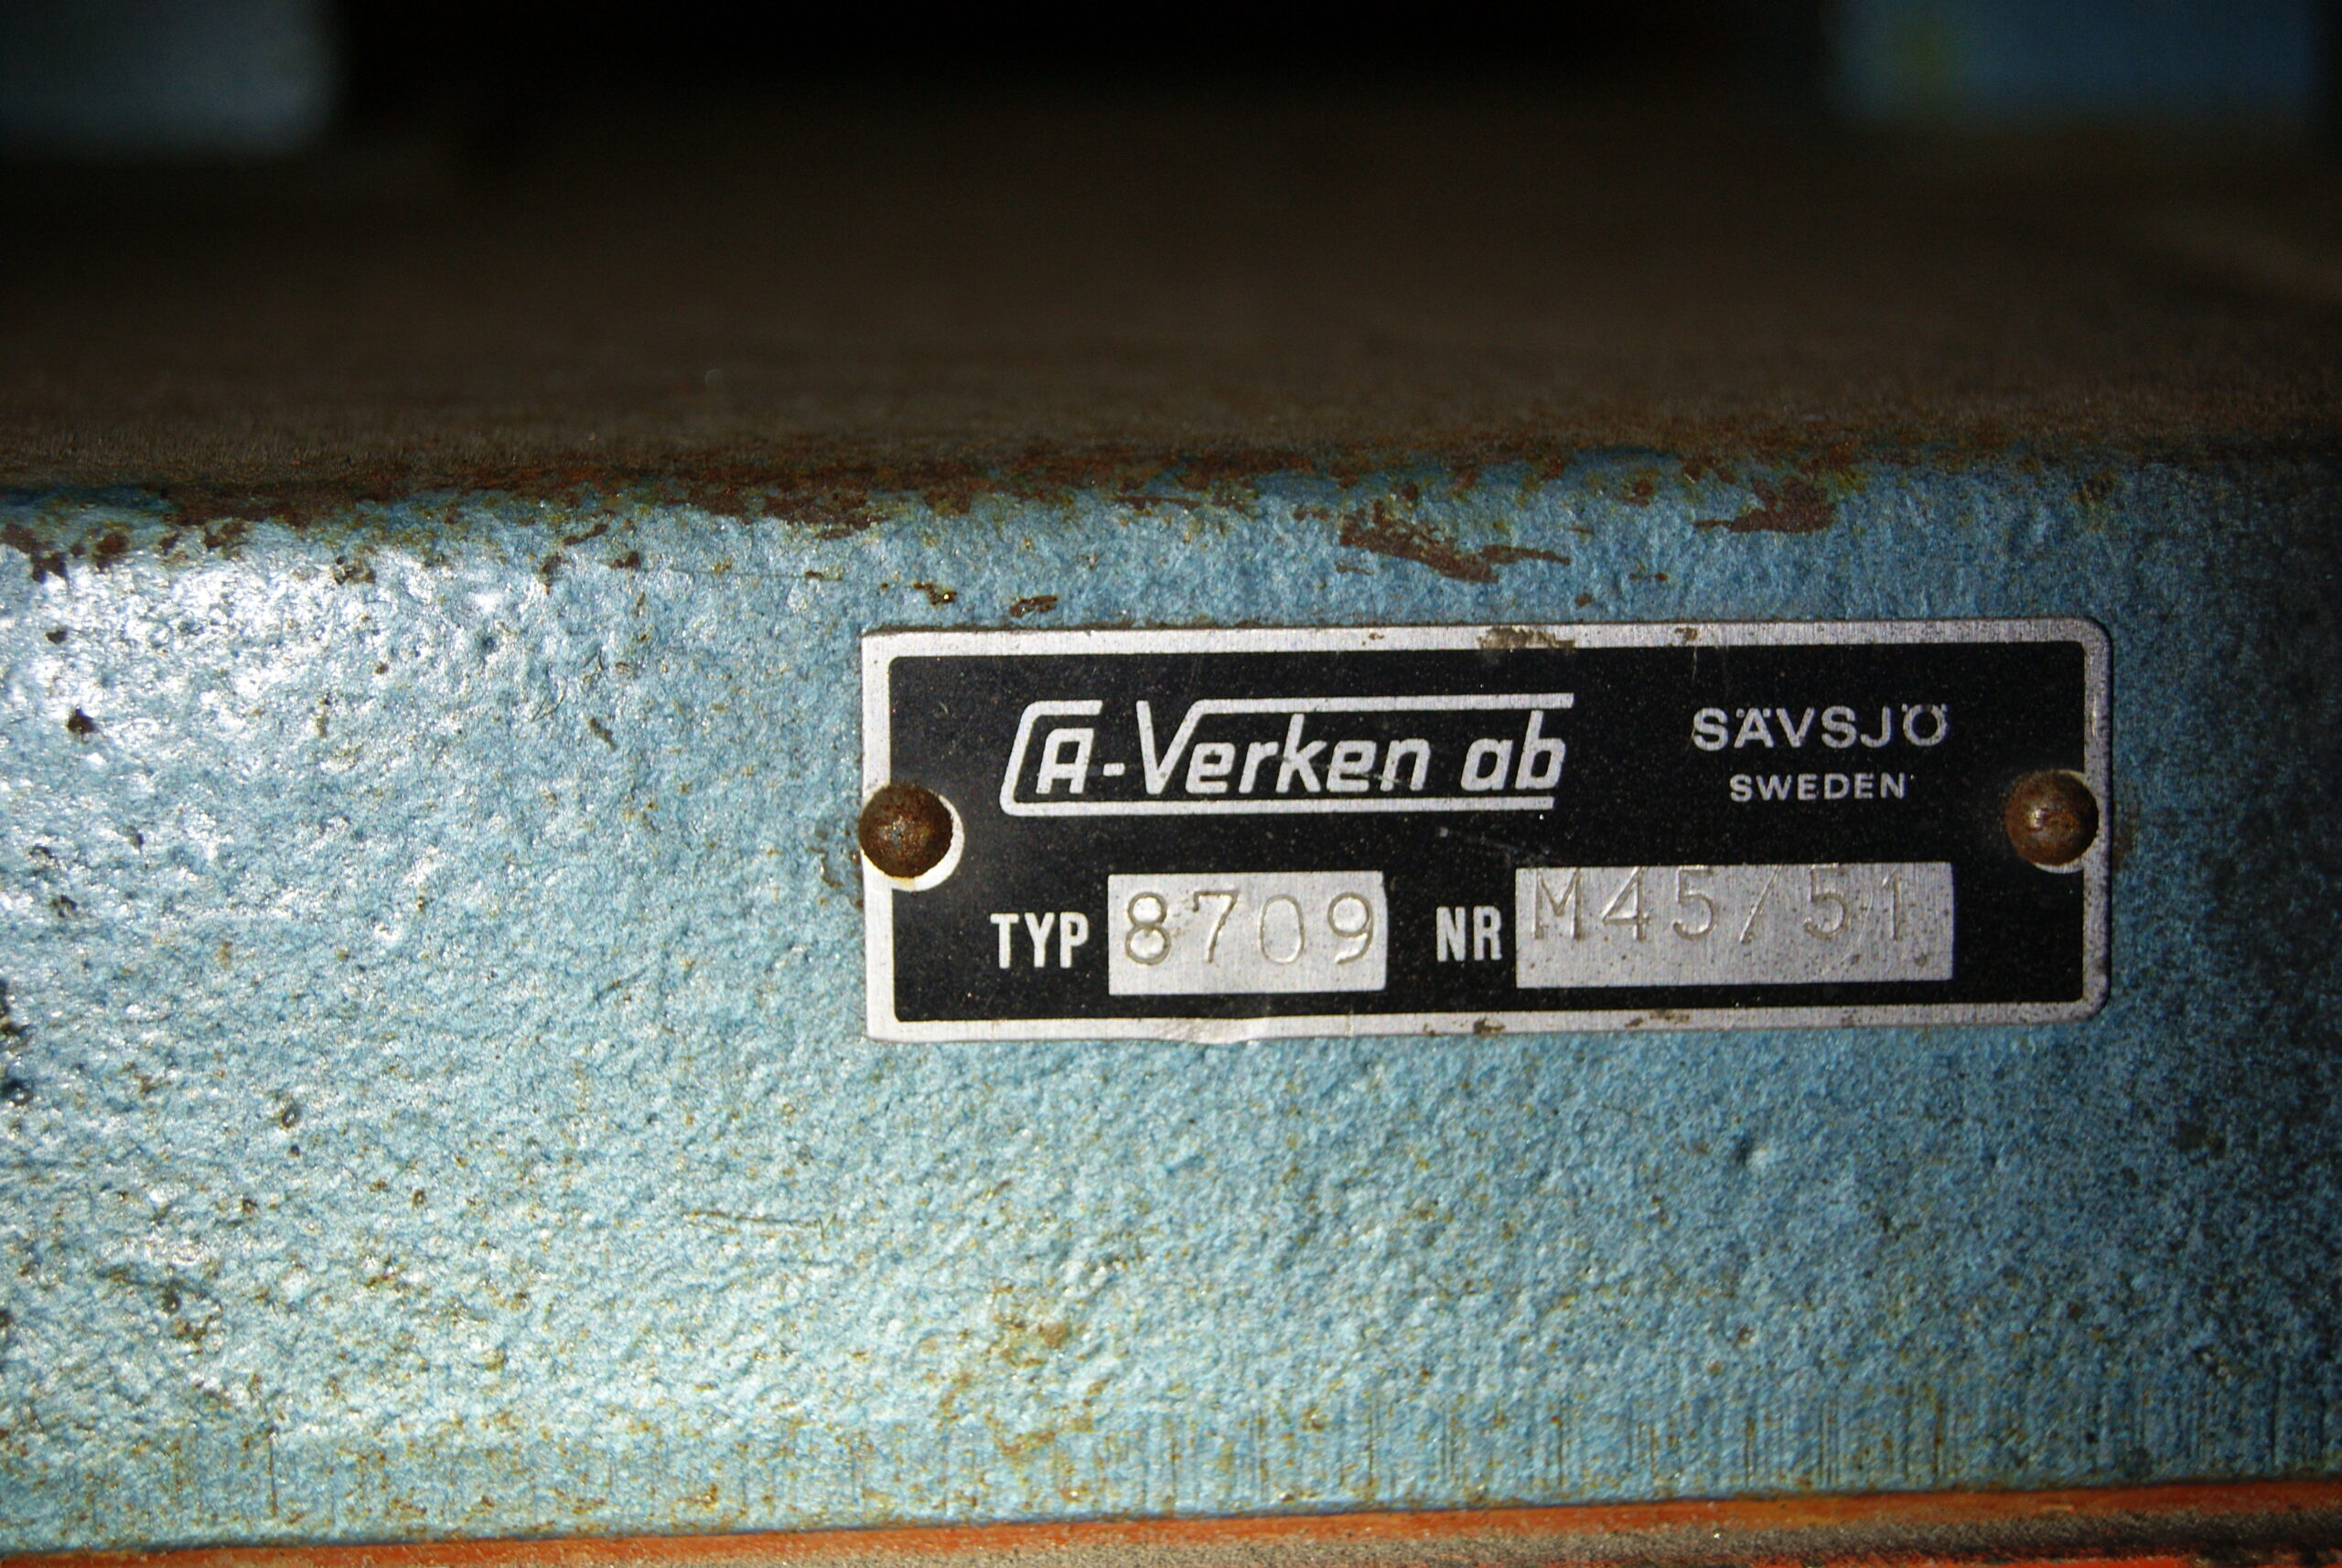 CA-Verken ab SÄVSJÖ
SWEDEN
TYP 8709 NR M45/51